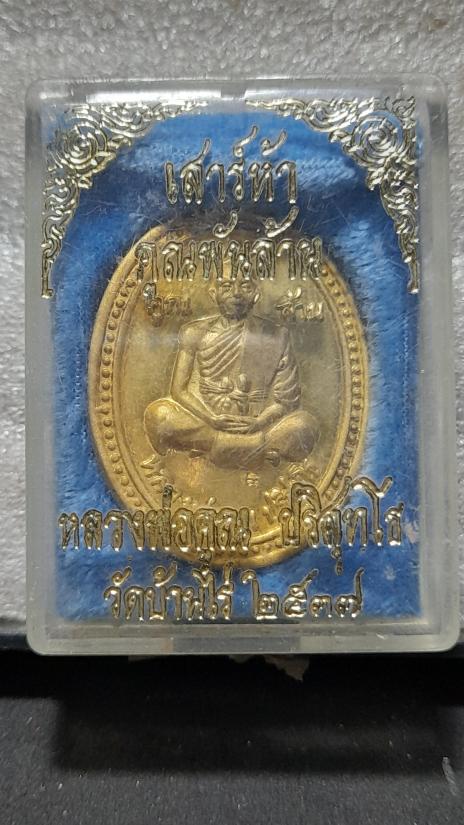 เสาร์ห้า
คูณพันล้าน
คูณ ล้าน
หลวงพ่อคูณ ปริสุทฺโธ
วัดบ้านไร่ ๒๕๓๗